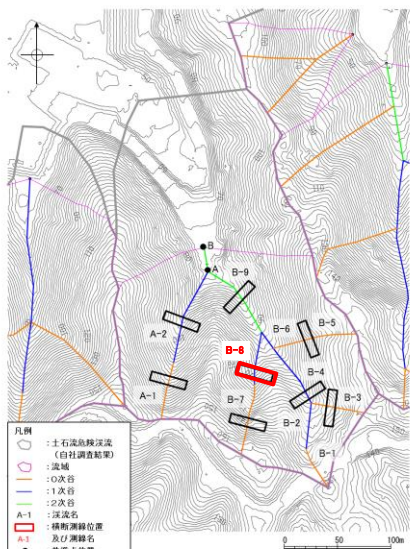 B
A
B-9
A-2
B-6
B-5
B-8
B-4
A-1
B-7
B-3
B-2
B-1
凡例
：土石流危険渓流
（自社調査結果）
：流域
：0次谷
：1次谷
：2次谷
A-1 ：渓流名
：横断測線位置
A-1 及び測線名
0 50 100m